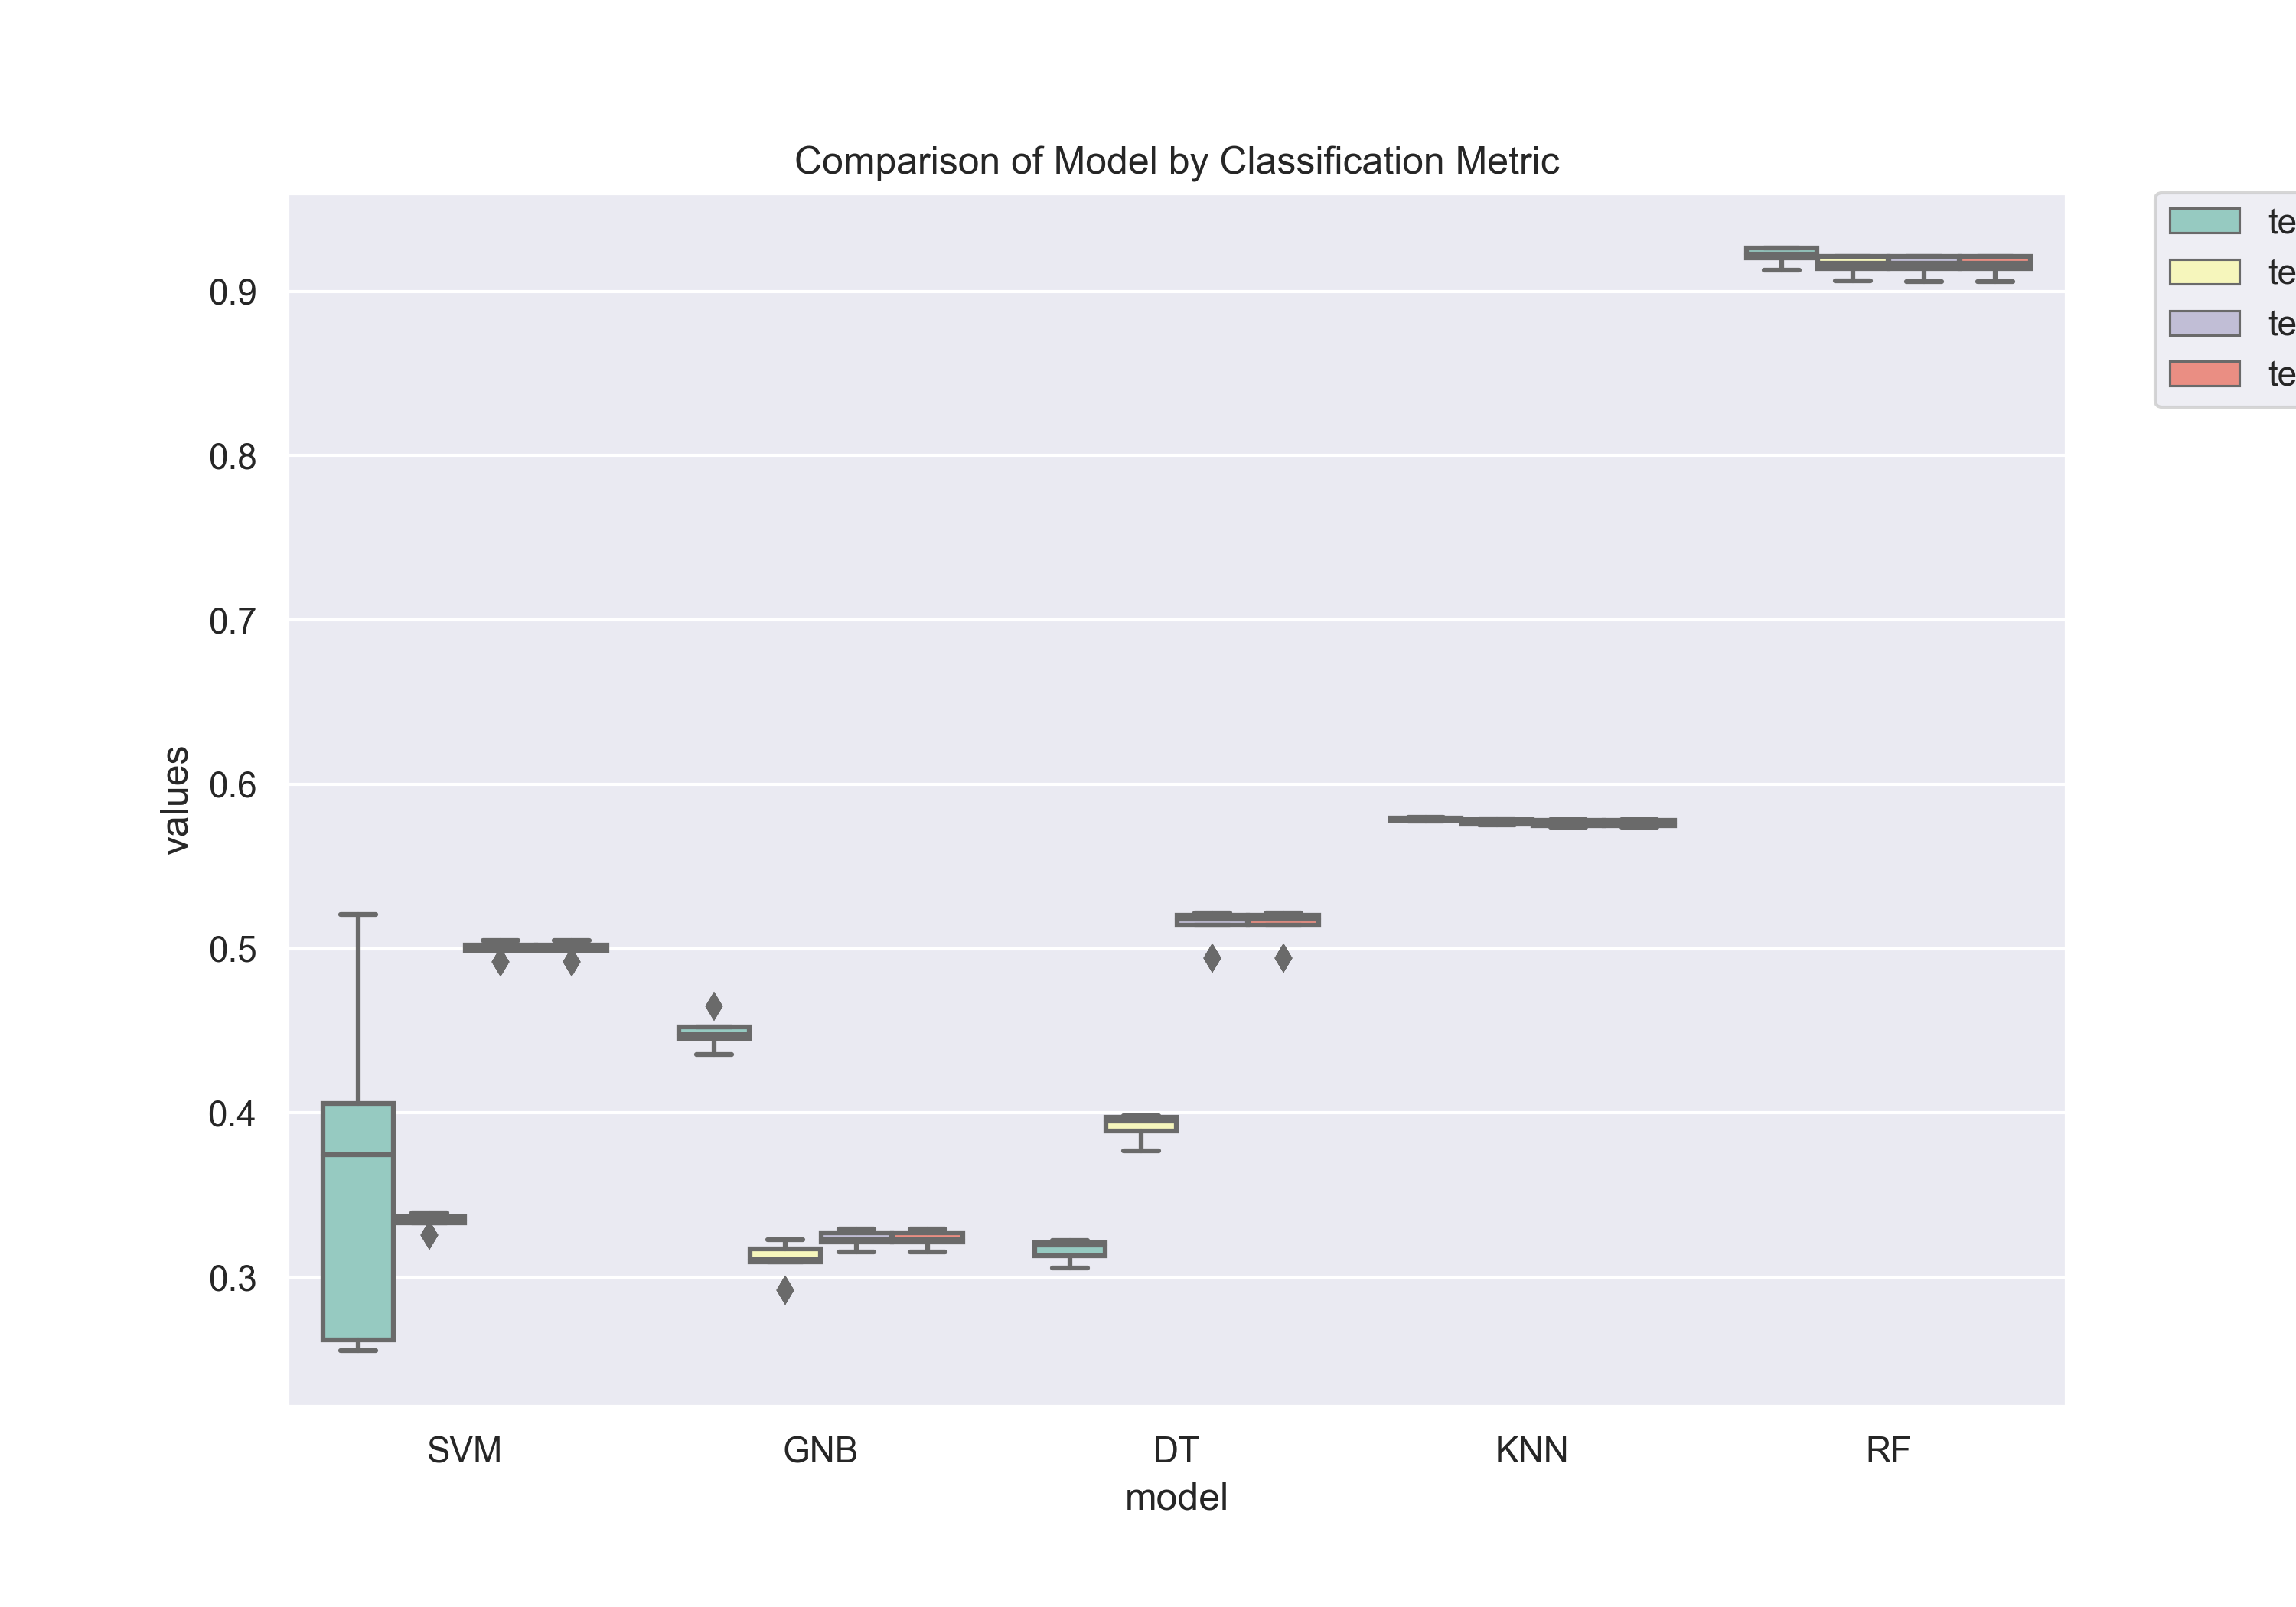 Comparison of Model by Classification Metric
te
te
te
te
0.9
0.8
0.7
0.6
0.5
0.4
0.3
values
SVM GNB DT KNN RF
model